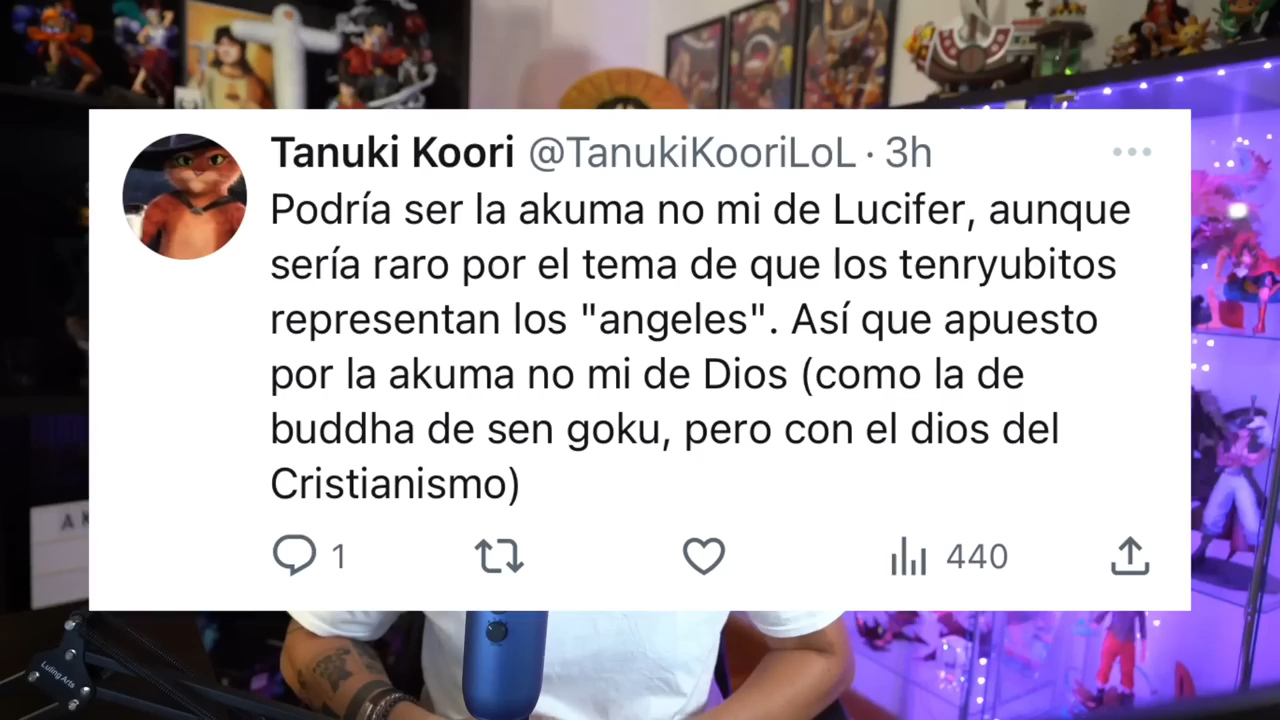 Tanuki Koori @TanukiKooriLoL · 3h
Podría ser la akuma no mi de Lucifer, aunque
sería raro por el tema de que los tenryubitos
representan los "angeles". Así que apuesto
por la akuma no mi de Dios (como la de
buddha de sen goku, pero con el dios del
Cristianismo)
1 440
LulingArts